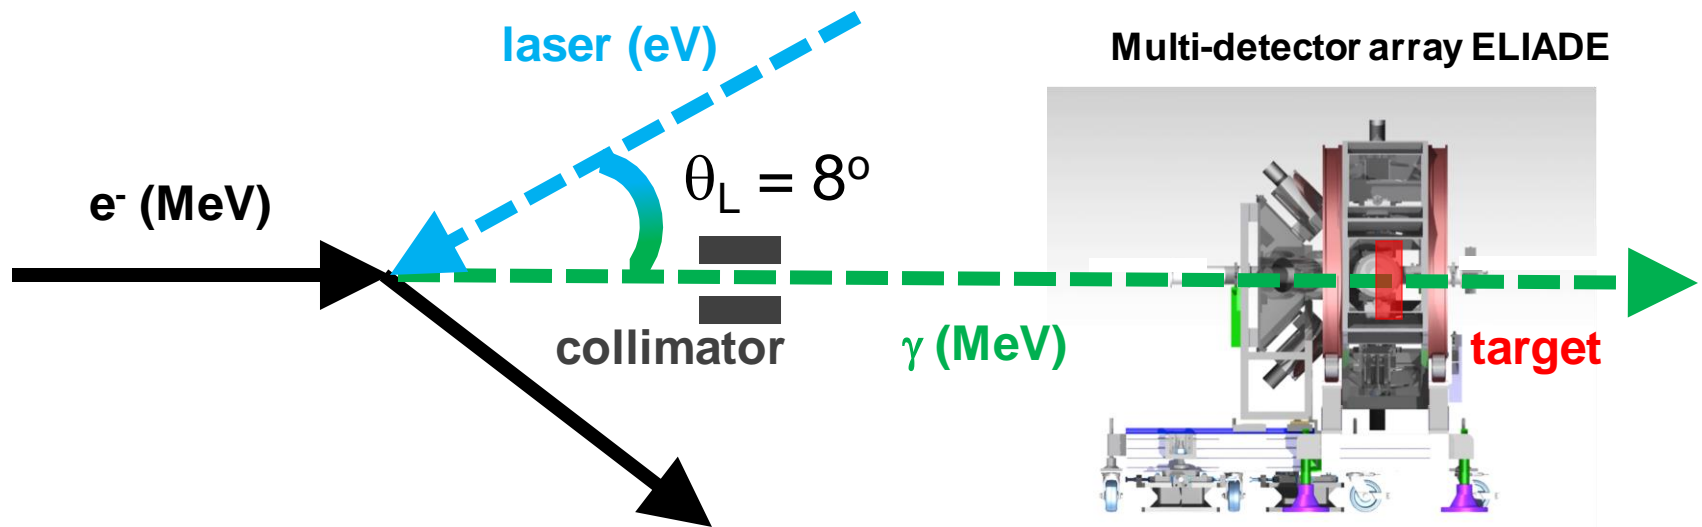 laser (eV)
Multi-detector array ELIADE
θL = 8º
e- (MeV)
collimator
γ (MeV)
target